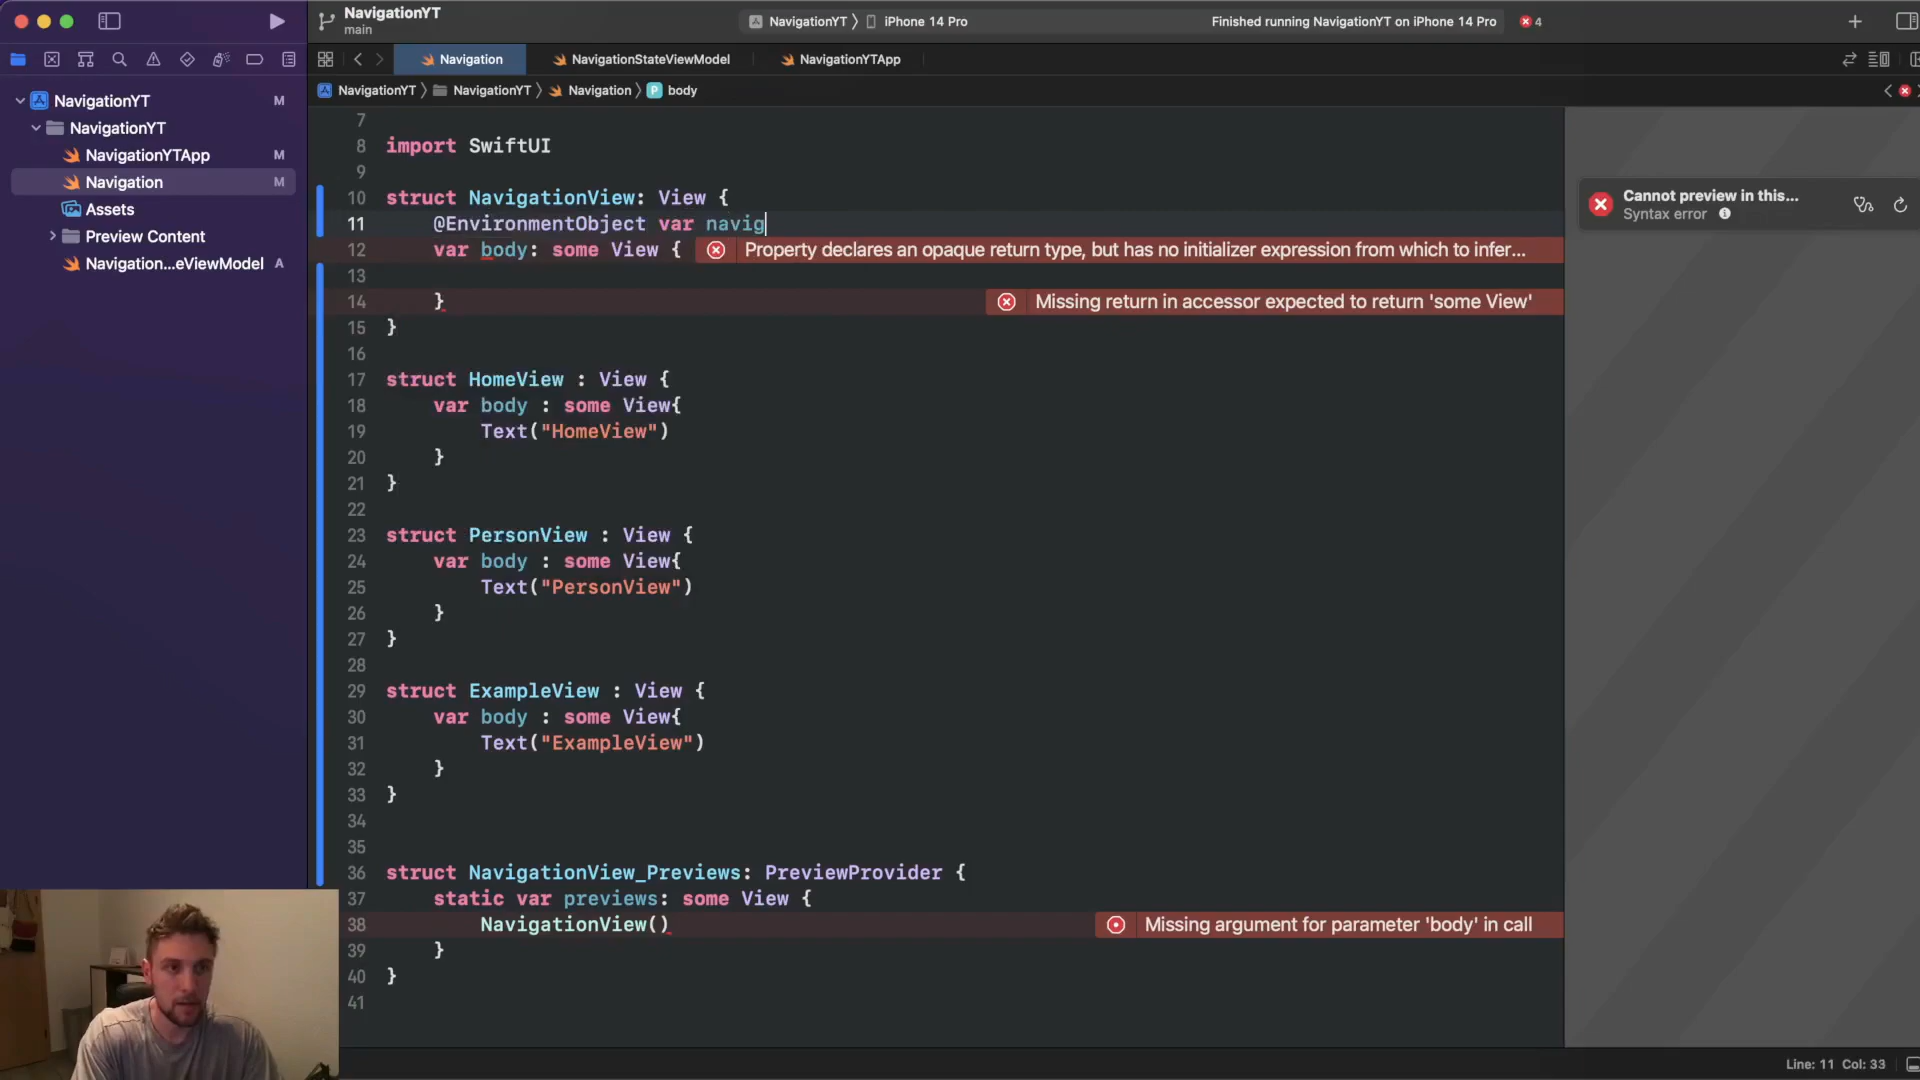 NavigationYT
main
NavigationYT
iPhone 14 Pro
Finished running NavigationYT on iPhone 14 Pro
4
Navigation
NavigationStateViewModel
NavigationYTApp
NavigationYT
NavigationYT
Navigation
P
body
NavigationYT
M
NavigationYT
NavigationYTApp
M
Navigation
M
Assets
Preview Content
Navigation...eViewModel
A
7
8 import SwiftUI
9
10 struct NavigationView: View {
11 @EnvironmentObject var navig
12 var body: some View {
Property declares an opaque return type, but has no initializer expression from which to infer...
13
14 }
Missing return in accessor expected to return 'some View'
15 }
16
17 struct HomeView : View {
18 var body : some View{
19 Text("HomeView")
20 }
21 }
22
23 struct PersonView : View {
24 var body : some View{
25 Text("PersonView")
26 }
27 }
28
29 struct ExampleView : View {
30 var body : some View{
31 Text("ExampleView")
32 }
33 }
34
35
36 struct NavigationView_Previews: PreviewProvider {
37 static var previews: some View {
38 NavigationView()
Missing argument for parameter 'body' in call
39 }
40 }
41
Cannot preview in this...
Syntax error
Line: 11 Col: 33